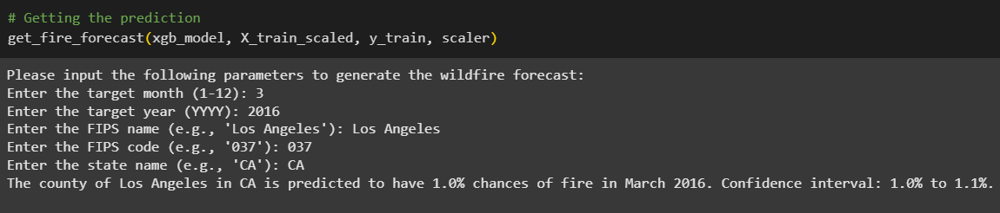 # Getting the prediction
get_fire_forecast(xgb_model, X_train_scaled, y_train, scaler)
Please input the following parameters to generate the wildfire forecast:
Enter the target month (1-12): 3
Enter the target year (YYYY): 2016
Enter the FIPS name (e.g., 'Los Angeles'): Los Angeles
Enter the FIPS code (e.g., '037'): 037
Enter the state name (e.g., 'CA'): CA
The county of Los Angeles in CA is predicted to have 1.0% chances of fire in March 2016. Confidence interval: 1.0% to 1.1%.